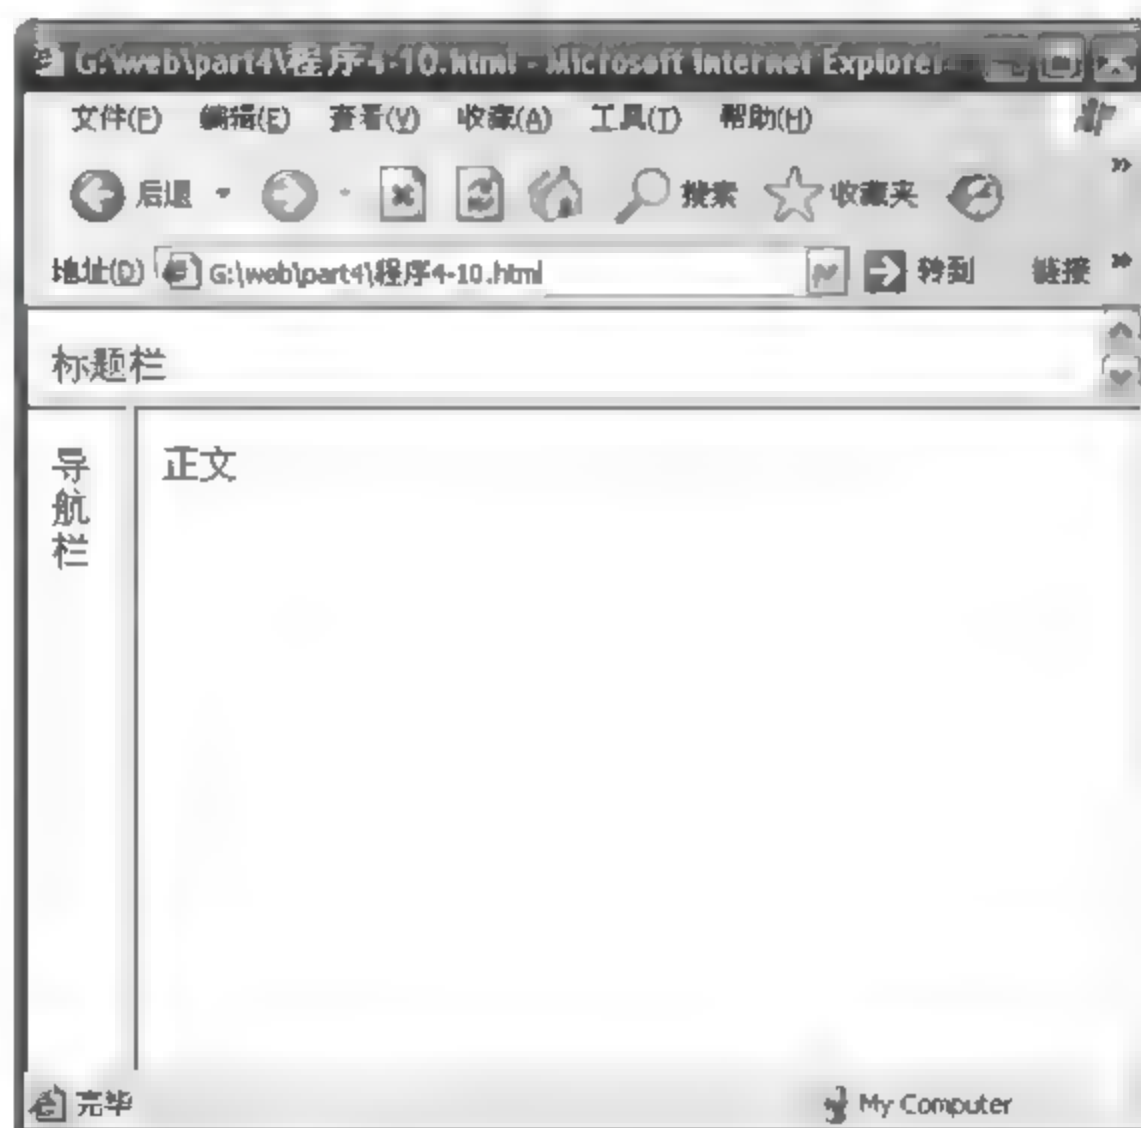 G:\web\part4\程序4-10.html - Microsoft Internet Explorer
文件(F) 编辑(E) 查看(V) 收藏(A) 工具(T) 帮助(H)
后退 搜索 收藏夹 »
地址(D) G:\web\part4\程序4-10.html 转到 链接 »
标题栏
导航栏
正文
完毕 My Computer